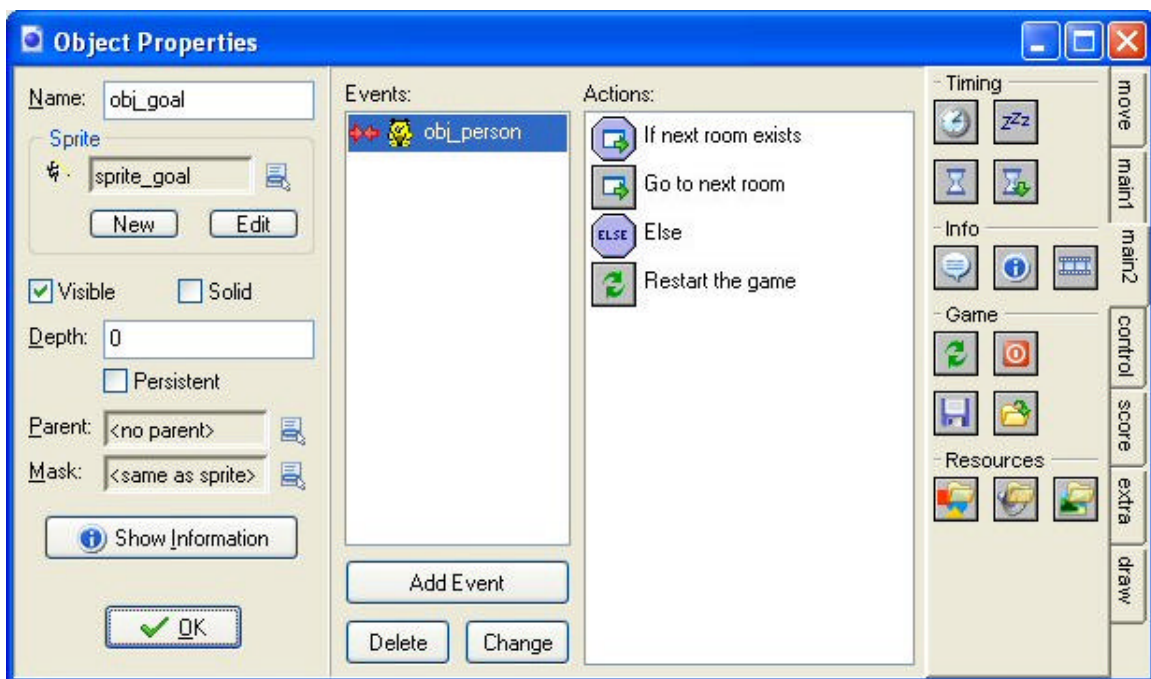 Object Properties
Name: obj_goal
Sprite
sprite_goal
New Edit
Visible Solid
Depth: 0
Persistent
Parent: <no parent>
Mask: <same as sprite>
Show Information
OK
Events:
obj_person
Add Event
Delete Change
Actions:
If next room exists
Go to next room
ELSE Else
Restart the game
Timing
zZz
Info
Game
Resources
move
main1
main2
control
score
extra
draw